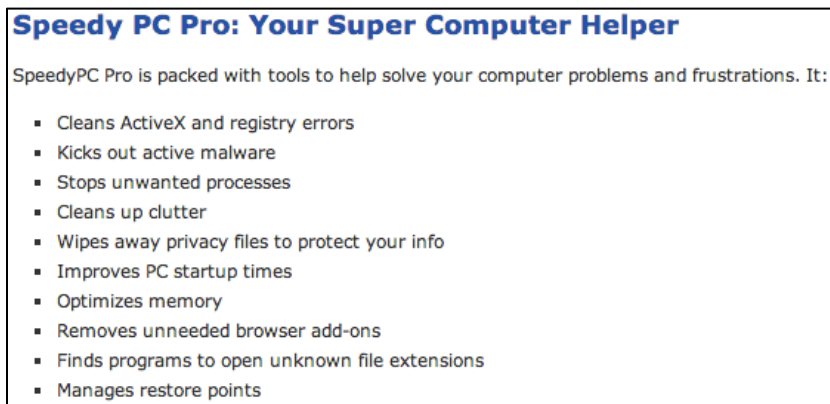 Speedy PC Pro: Your Super Computer Helper
SpeedyPC Pro is packed with tools to help solve your computer problems and frustrations. It:
▪ Cleans ActiveX and registry errors
▪ Kicks out active malware
▪ Stops unwanted processes
▪ Cleans up clutter
▪ Wipes away privacy files to protect your info
▪ Improves PC startup times
▪ Optimizes memory
▪ Removes unneeded browser add-ons
▪ Finds programs to open unknown file extensions
▪ Manages restore points